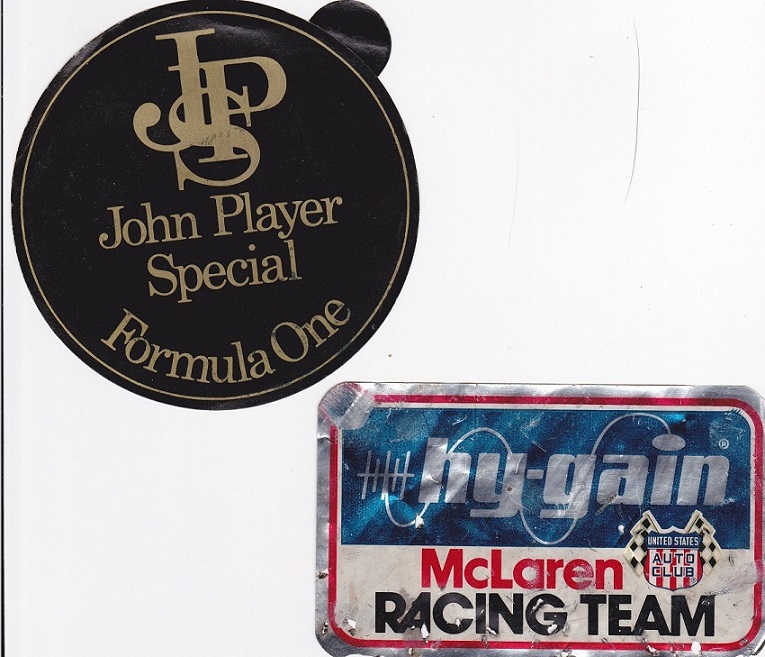 JPS
John Player
Special
Formula One
hy-gain®
UNITED STATES
AUTO
CLUB
McLaren
RACING TEAM